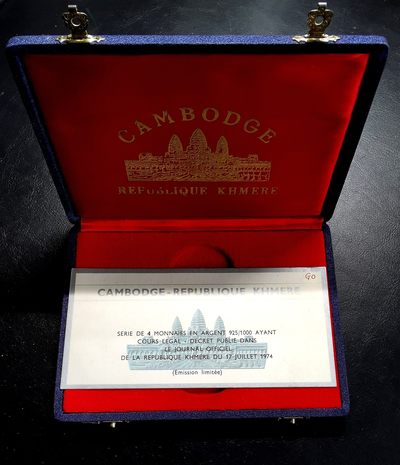 CAMBODGE
REPUBLIQUE KHMERE
GO
CAMBODGE-REPUBLIQUE KHMERE
SERIE DE 4 MONNAIES EN ARGENT 925/1000 AYANT
COURS LEGAL - DECRET PUBLIE DANS
LE JOURNAL OFFICIEL
DE LA REPUBLIQUE KHMERE DU 17 JUILLET 1974
(Emission limitée)